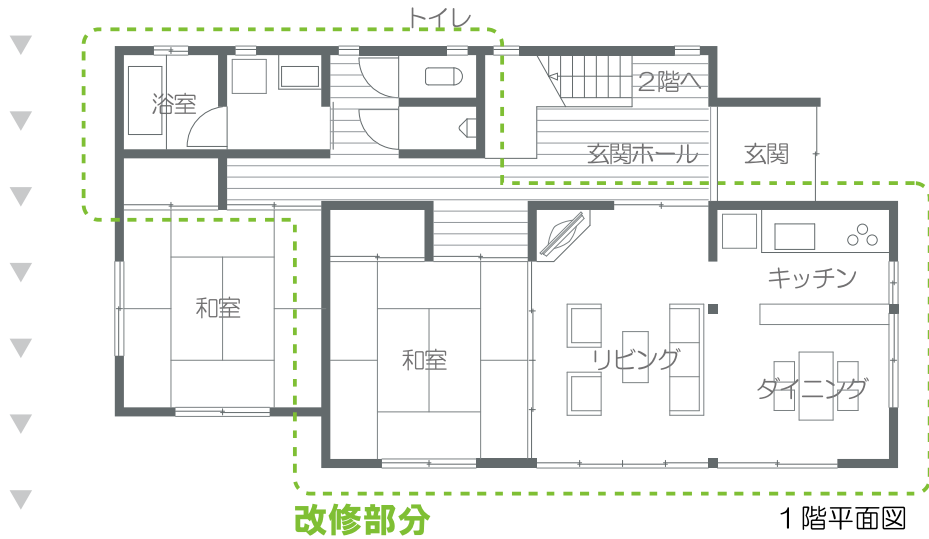 トイレ
浴室
2階へ
玄関ホール
玄関
キッチン
和室
和室
リビング
ダイニング
改修部分
1階平面図